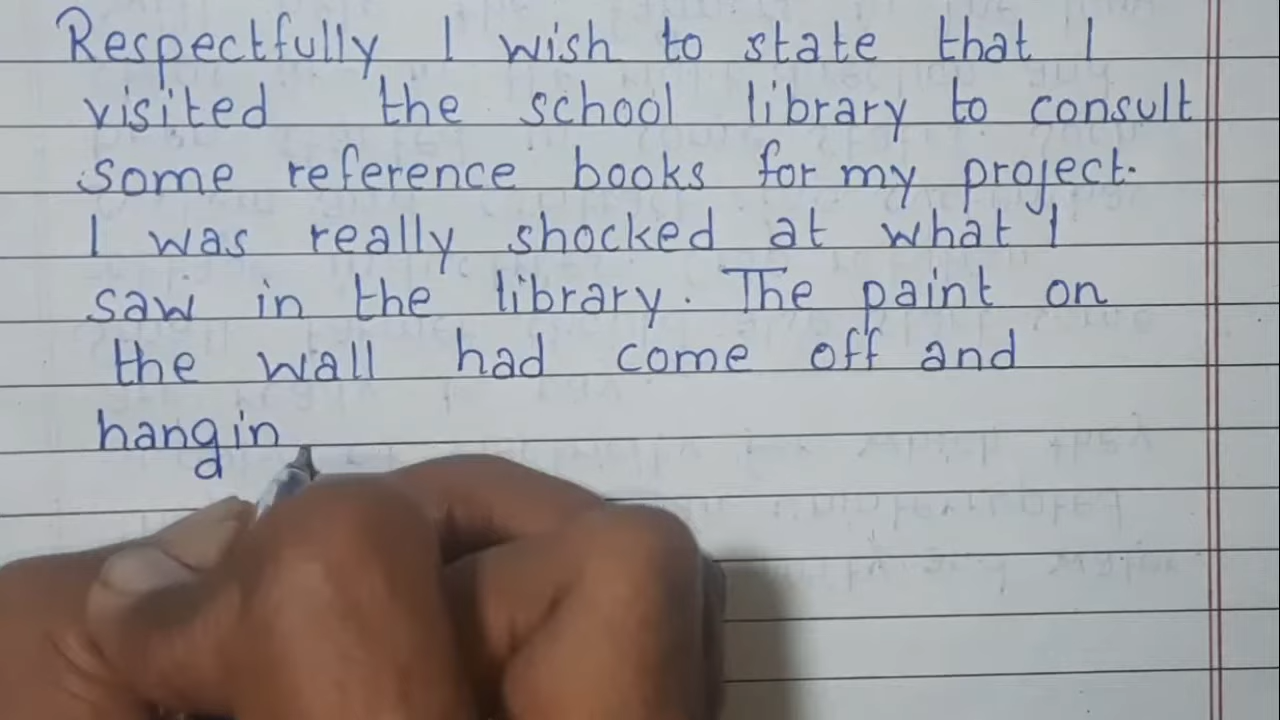 Respectfully I wish to state that I
visited the school library to consult
some reference books for my project.
I was really shocked at what I
saw in the library. The paint on
the wall had come off and
hangin